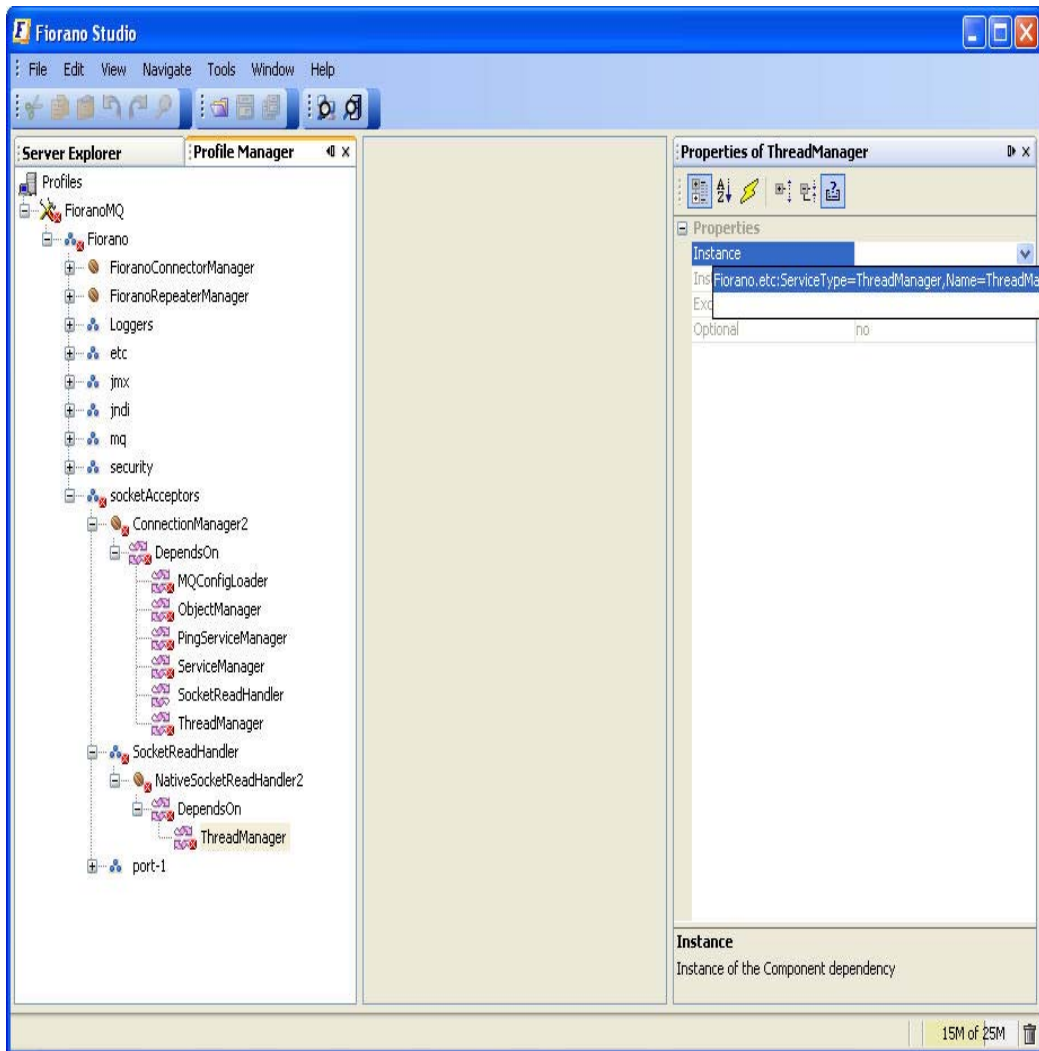 Fiorano Studio
File Edit View Navigate Tools Window Help
Server Explorer
Profile Manager
Profiles
FioranoMQ
Fiorano
FioranoConnectorManager
FioranoRepeaterManager
Loggers
etc
jmx
jndi
mq
security
socketAcceptors
ConnectionManager2
DependsOn
MQConfigLoader
ObjectManager
PingServiceManager
ServiceManager
SocketReadHandler
ThreadManager
SocketReadHandler
NativeSocketReadHandler2
DependsOn
ThreadManager
port-1
Properties of ThreadManager
Properties
Instance
Ins
Fiorano.etc:ServiceType=ThreadManager,Name=ThreadMa
Optional no
Instance
Instance of the Component dependency
15M of 25M